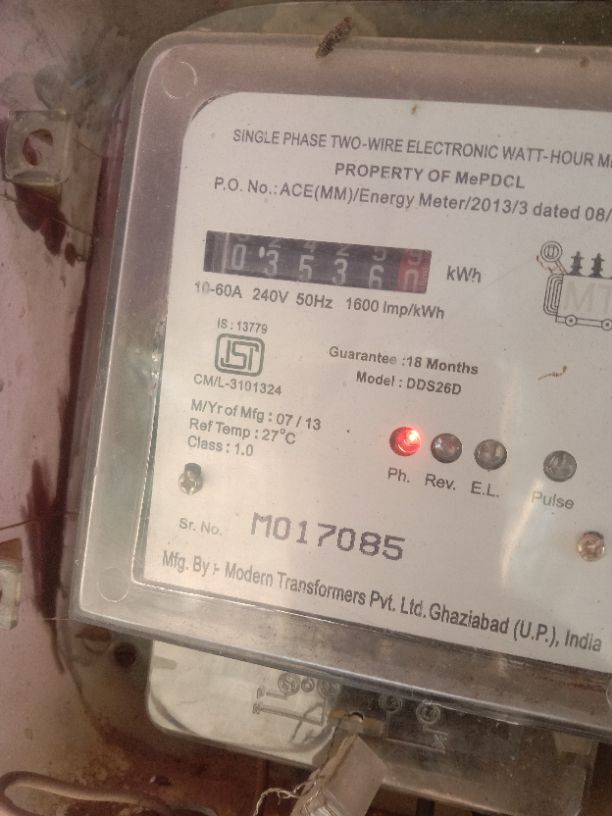 SINGLE PHASE TWO-WIRE ELECTRONIC WATT-HOUR
PROPERTY OF MePDCL
P.O. No.: ACE(MM)/Energy Meter/2013/3 dated 08/
035360 kWh
10-60A 240V 50Hz 1600 Imp/kWh
IS : 13779
ISI
CM/L-3101324
Guarantee :18 Months
Model : DDS26D
M/Yr of Mfg : 07 / 13
Ref Temp : 27°C
Class : 1.0
Ph. Rev. E.L. Pulse
Sr. No. M017085
Mfg. By :- Modern Transformers Pvt. Ltd. Ghaziabad (U.P.), India